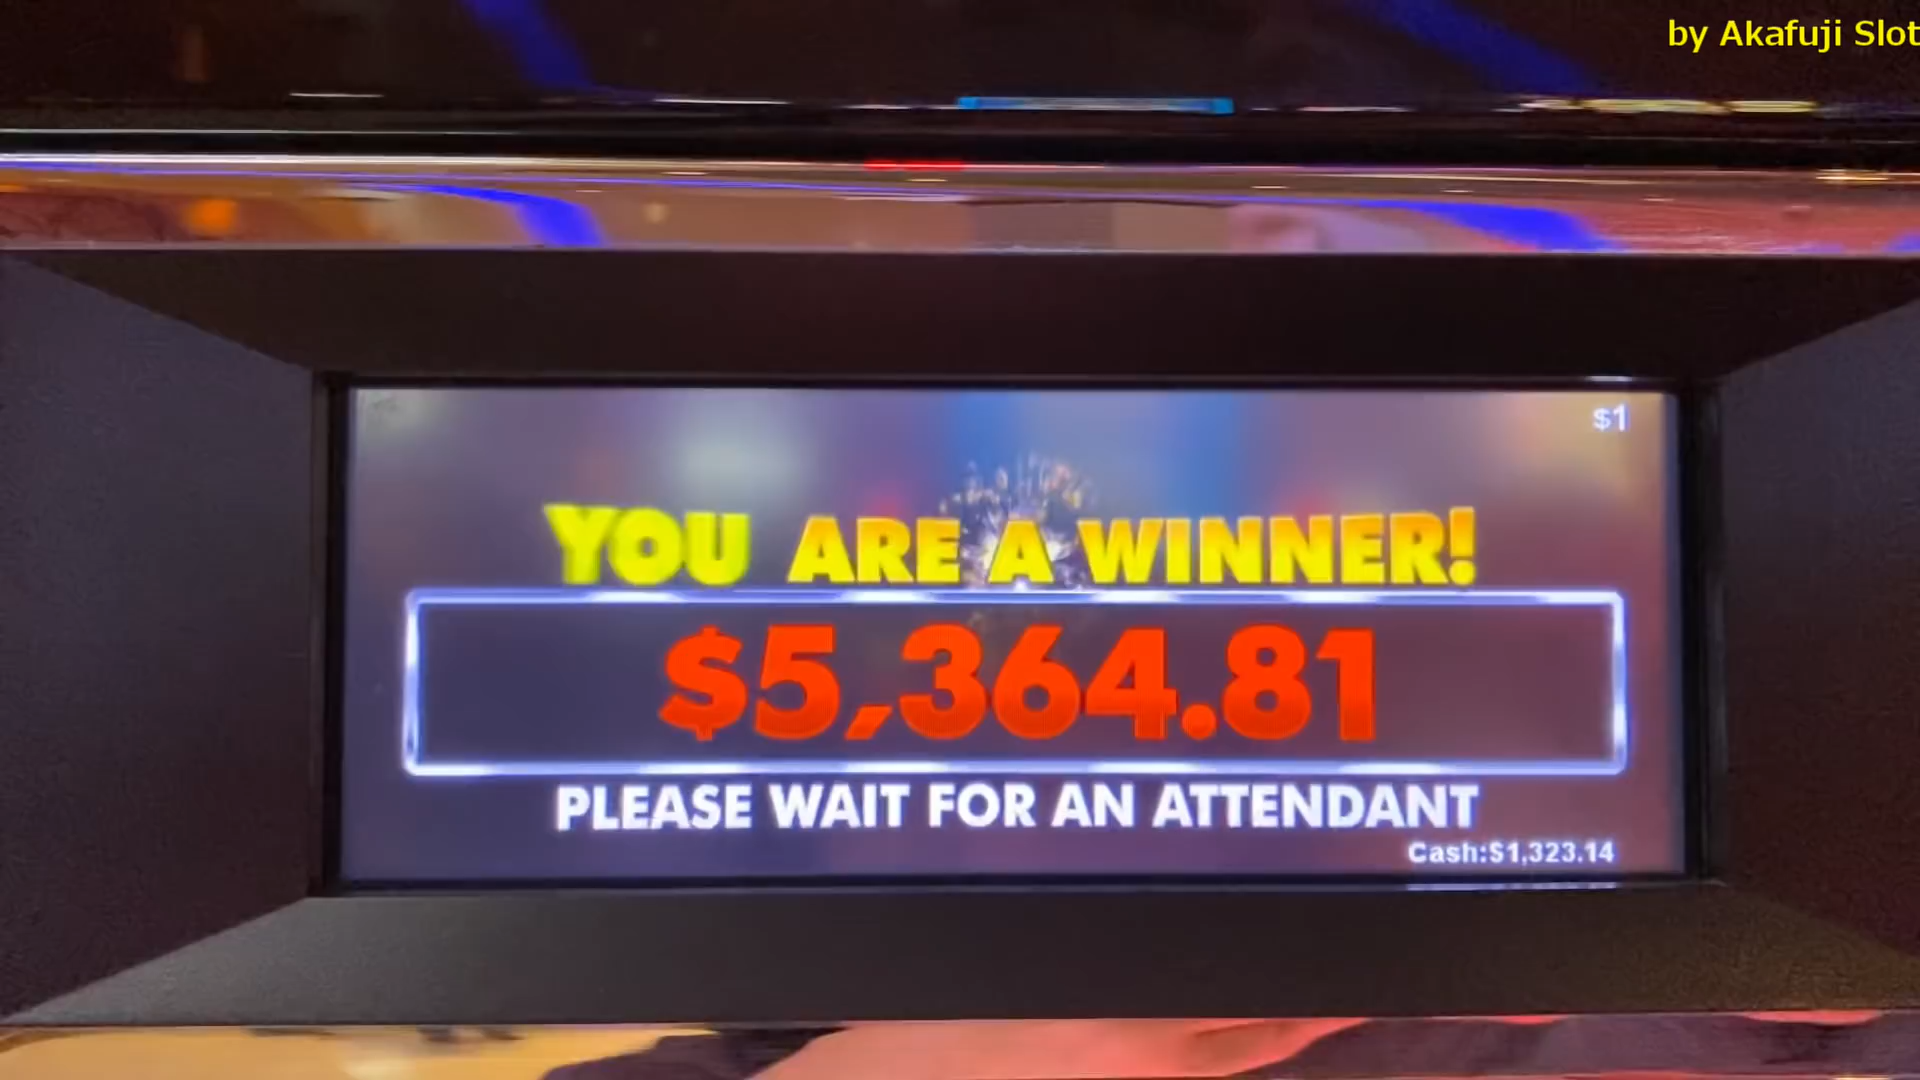 by Akafuji Slot
$1
YOU ARE A WINNER!
$5,364.81
PLEASE WAIT FOR AN ATTENDANT
Cash:$1,323.14